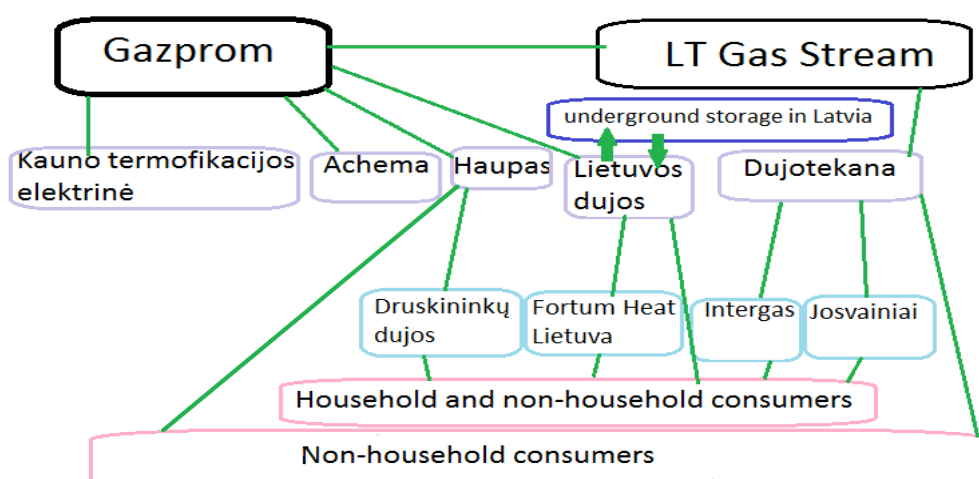 Gazprom
LT Gas Stream
underground storage in Latvia
Kauno termofikacijos
elektrinė
Achema
Haupas
Lietuvos
dujos
Dujotekana
Druskininkų
dujos
Fortum Heat
Lietuva
Intergas
Josvainiai
Household and non-household consumers
Non-household consumers